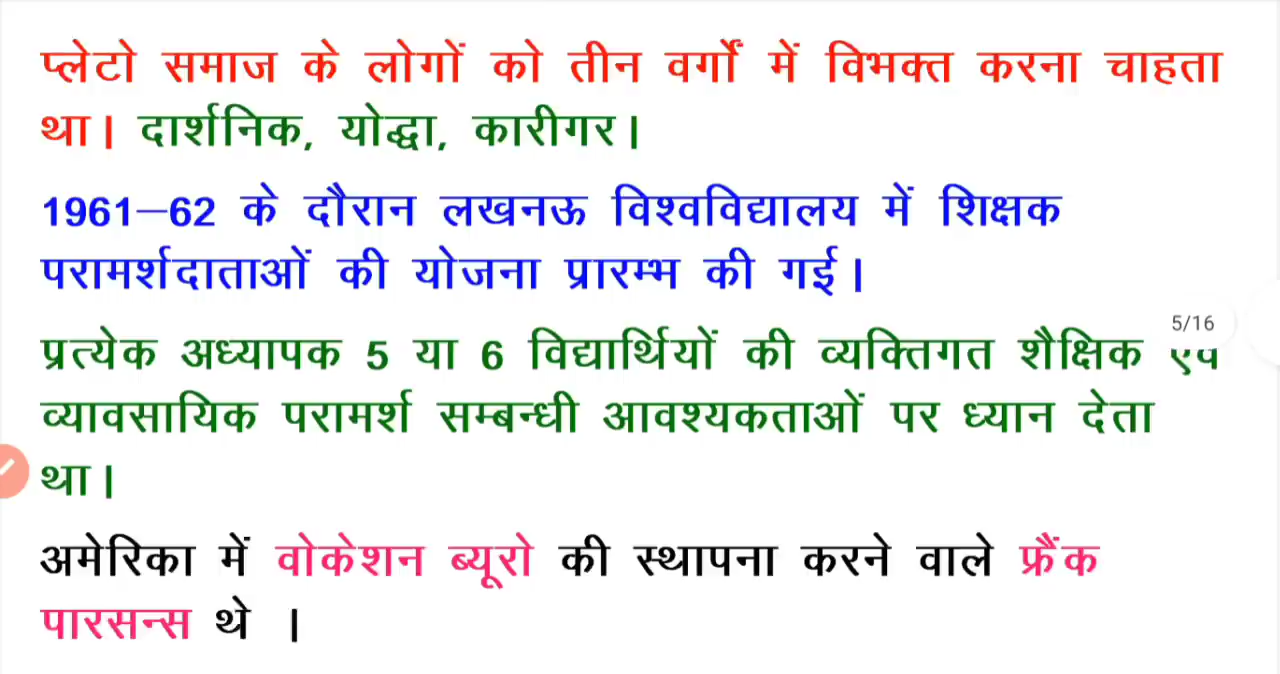 प्लेटो समाज के लोगों को तीन वर्गों में विभक्त करना चाहता
था। दार्शनिक, योद्धा, कारीगर।
1961–62 के दौरान लखनऊ विश्वविद्यालय में शिक्षक
परामर्शदाताओं की योजना प्रारम्भ की गई।
5/16
प्रत्येक अध्यापक 5 या 6 विद्यार्थियों की व्यक्तिगत शैक्षिक एवं
व्यावसायिक परामर्श सम्बन्धी आवश्यकताओं पर ध्यान देता
था।
अमेरिका में वोकेशन ब्यूरो की स्थापना करने वाले फ्रैंक
पारसन्स थे ।